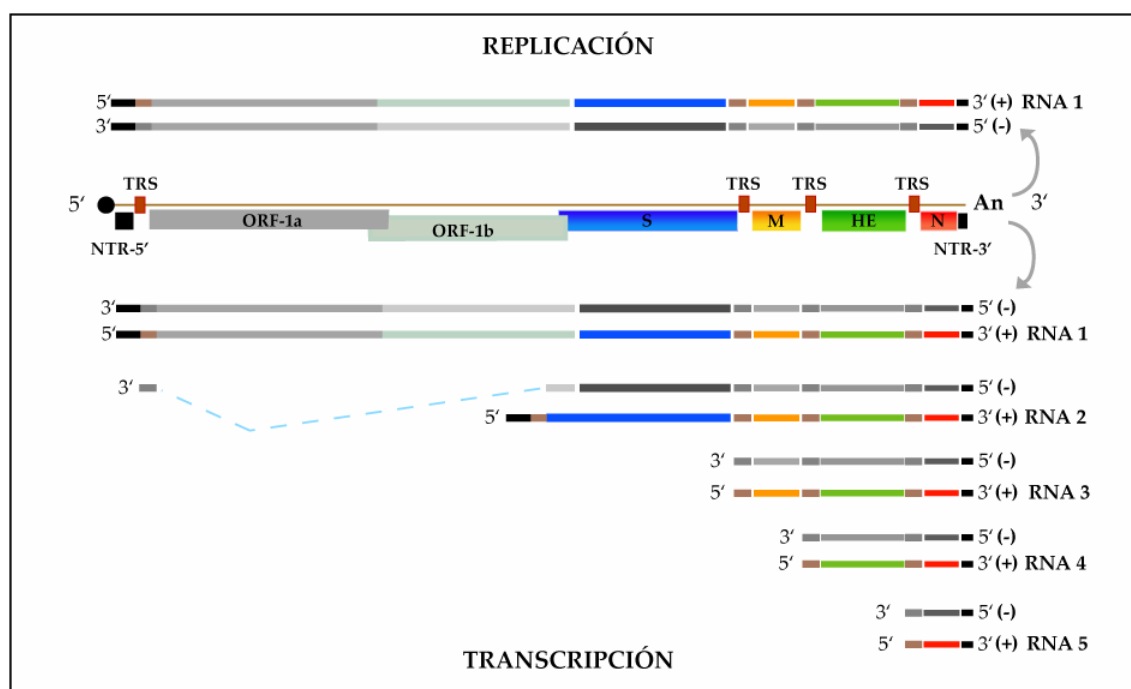 REPLICACIÓN
5‘ 3‘ (+) RNA 1
3‘ 5‘ (-)
TRS TRS TRS TRS
5‘ An 3‘
ORF-1a ORF-1b S M HE N
NTR-5‘ NTR-3‘
3‘ 5‘ (-)
5‘ 3‘ (+) RNA 1
3‘ 5‘ (-)
5‘ 3‘ (+) RNA 2
3‘ 5‘ (-)
5‘ 3‘ (+) RNA 3
3‘ 5‘ (-)
5‘ 3‘ (+) RNA 4
3‘ 5‘ (-)
5‘ 3‘ (+) RNA 5
TRANSCRIPCIÓN